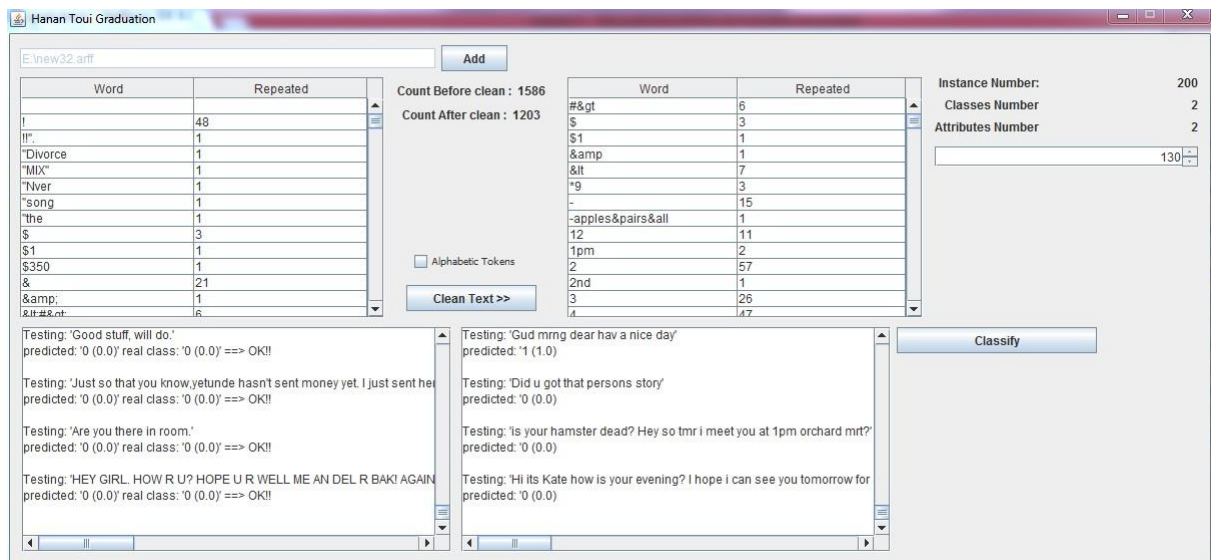 Hanan Toui Graduation
E:\new32.arff
Add
Word Repeated
! 48
!!". 1
"Divorce 1
"MIX" 1
"Nver 1
"song 1
"the 1
$ 3
$1 1
$350 1
& 21
&amp; 1
&lt;#&gt; 6
Count Before clean : 1586
Count After clean : 1203
Alphabetic Tokens
Clean Text >>
Word Repeated
#&gt 6
$ 3
$1 1
&amp 1
&lt 7
*9 3
- 15
-apples&pairs&all 1
12 11
1pm 2
2 57
2nd 1
3 26
4 47
Instance Number: 200
Classes Number 2
Attributes Number 2
130
Testing: 'Good stuff, will do.'
predicted: '0 (0.0)' real class: '0 (0.0)' ==> OK!!
Testing: 'Just so that you know,yetunde hasn't sent money yet. I just sent her
predicted: '0 (0.0)' real class: '0 (0.0)' ==> OK!!
Testing: 'Are you there in room.'
predicted: '0 (0.0)' real class: '0 (0.0)' ==> OK!!
Testing: 'HEY GIRL. HOW R U? HOPE U R WELL ME AN DEL R BAK! AGAIN
predicted: '0 (0.0)' real class: '0 (0.0)' ==> OK!!
Testing: 'Gud mrng dear hav a nice day'
predicted: '1 (1.0)
Testing: 'Did u got that persons story'
predicted: '0 (0.0)
Testing: 'is your hamster dead? Hey so tmr i meet you at 1pm orchard mrt?'
predicted: '0 (0.0)
Testing: 'Hi its Kate how is your evening? I hope i can see you tomorrow for
predicted: '0 (0.0)
Classify